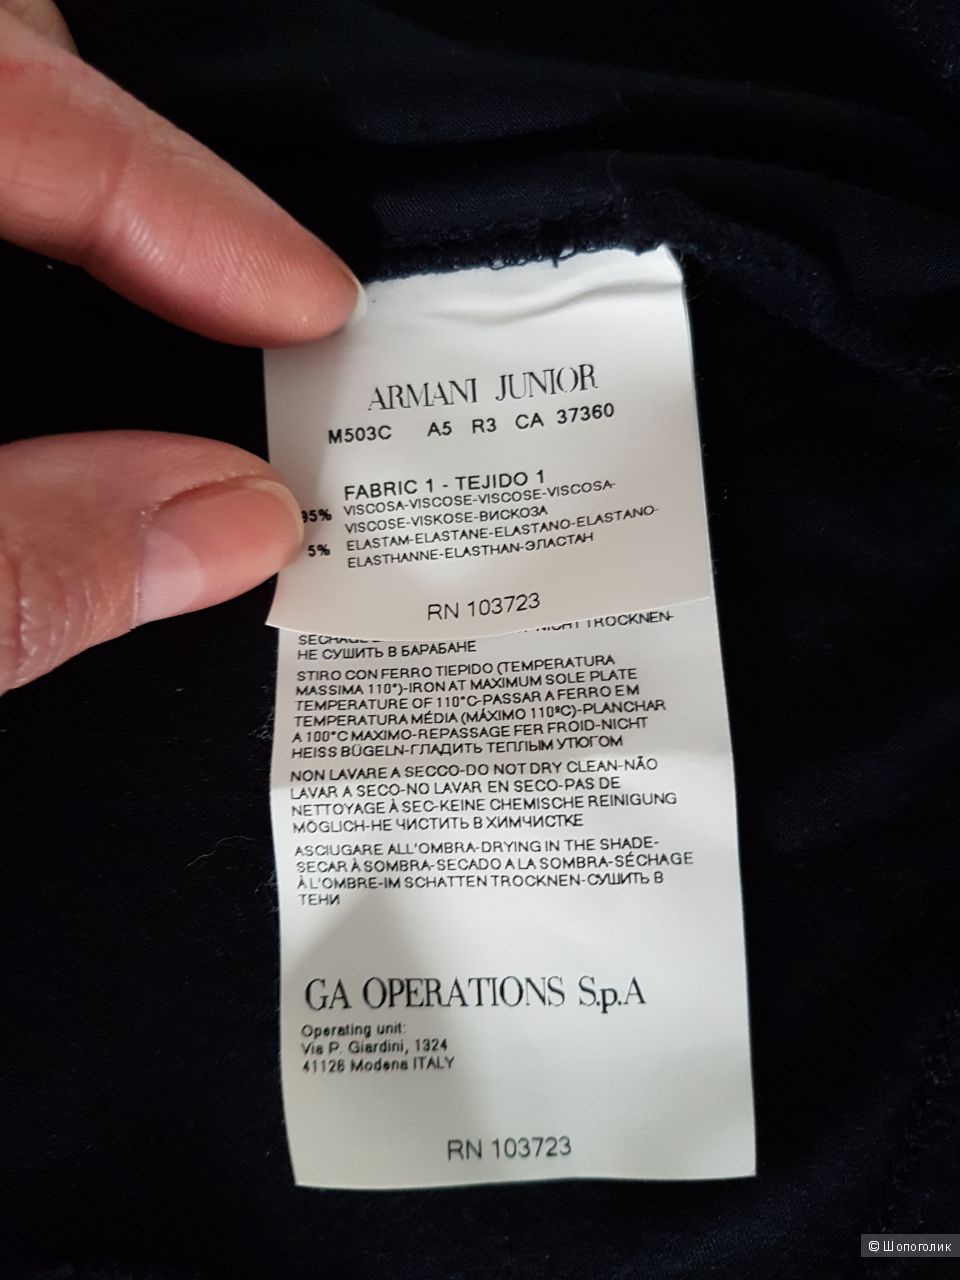 ARMANI JUNIOR
M503C A5 R3 CA 37360
FABRIC 1 - TEJIDO 1
95% VISCOSA-VISCOSE-VISCOSE-VISCOSA-
VISCOSE-VISKOSE-ВИСКОЗА
5% ELASTAM-ELASTANE-ELASTANO-ELASTANO-
ELASTHANNE-ELASTHAN-ЭЛАСТАН
RN 103723
NICHT TROCKNEN-
НЕ СУШИТЬ В БАРАБАНЕ
STIRO CON FERRO TIEPIDO (TEMPERATURA
MASSIMA 110°)-IRON AT MAXIMUM SOLE PLATE
TEMPERATURE OF 110°C-PASSAR A FERRO EM
TEMPERATURA MÉDIA (MÁXIMO 110ºC)-PLANCHAR
A 100°C MAXIMO-REPASSAGE FER FROID-NICHT
HEISS BÜGELN-ГЛАДИТЬ ТЕПЛЫМ УТЮГОМ
NON LAVARE A SECCO-DO NOT DRY CLEAN-NÃO
LAVAR A SECO-NO LAVAR EN SECO-PAS DE
NETTOYAGE À SEC-KEINE CHEMISCHE REINIGUNG
MÖGLICH-НЕ ЧИСТИТЬ В ХИМЧИСТКЕ
ASCIUGARE ALL'OMBRA-DRYING IN THE SHADE-
SECAR À SOMBRA-SECADO A LA SOMBRA-SÉCHAGE
À L'OMBRE-IM SCHATTEN TROCKNEN-СУШИТЬ В
ТЕНИ
GA OPERATIONS S.p.A
Operating unit:
Via P. Giardini, 1324
41126 Modena ITALY
RN 103723
© Шопоголик